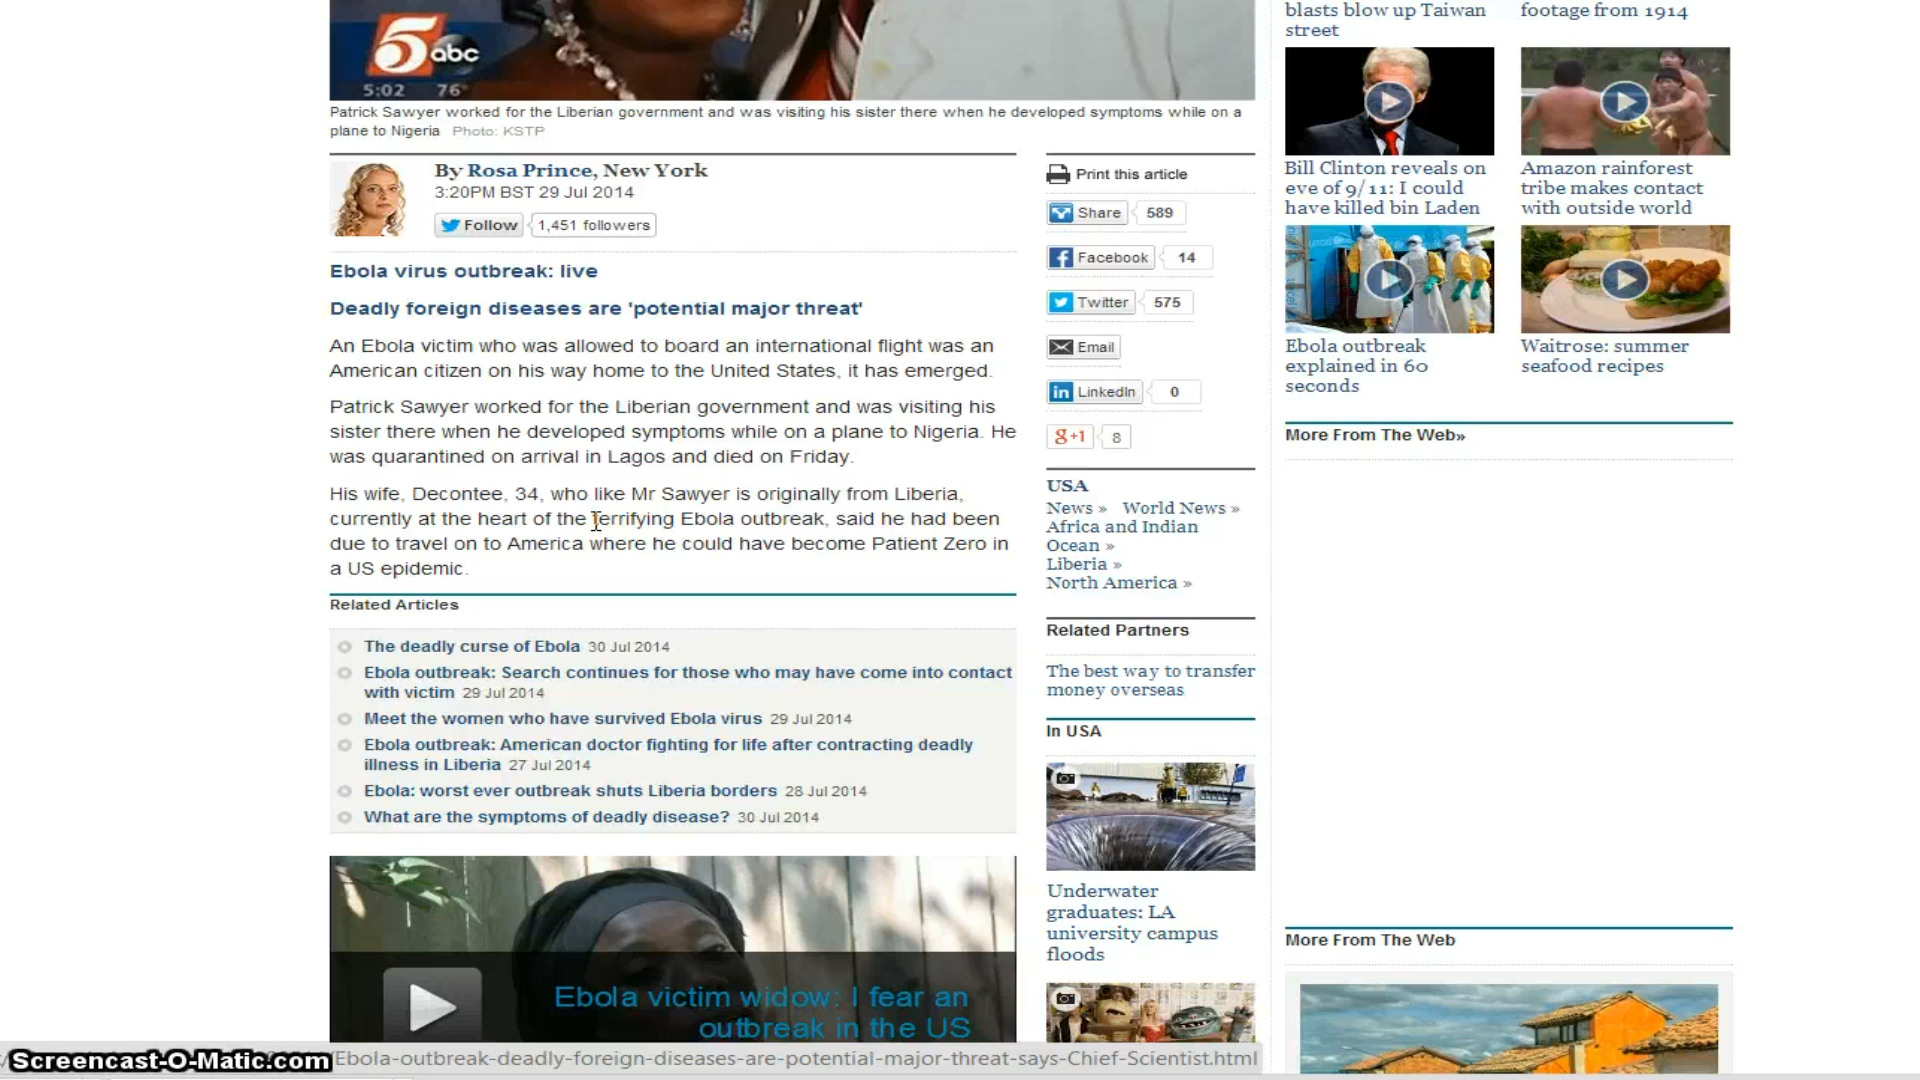 5 abc
5:02 76°
Patrick Sawyer worked for the Liberian government and was visiting his sister there when he developed symptoms while on a
plane to Nigeria Photo: KSTP
By Rosa Prince, New York
3:20PM BST 29 Jul 2014
Follow 1,451 followers
Ebola virus outbreak: live
Deadly foreign diseases are 'potential major threat'
An Ebola victim who was allowed to board an international flight was an
American citizen on his way home to the United States, it has emerged.
Patrick Sawyer worked for the Liberian government and was visiting his
sister there when he developed symptoms while on a plane to Nigeria. He
was quarantined on arrival in Lagos and died on Friday.
His wife, Decontee, 34, who like Mr Sawyer is originally from Liberia,
currently at the heart of the terrifying Ebola outbreak, said he had been
due to travel on to America where he could have become Patient Zero in
a US epidemic.
Related Articles
The deadly curse of Ebola 30 Jul 2014
Ebola outbreak: Search continues for those who may have come into contact
with victim 29 Jul 2014
Meet the women who have survived Ebola virus 29 Jul 2014
Ebola outbreak: American doctor fighting for life after contracting deadly
illness in Liberia 27 Jul 2014
Ebola: worst ever outbreak shuts Liberia borders 28 Jul 2014
What are the symptoms of deadly disease? 30 Jul 2014
Ebola victim widow: I fear an
outbreak in the US
Print this article
Share 589
Facebook 14
Twitter 575
Email
in LinkedIn 0
g+1 8
USA
News » World News »
Africa and Indian
Ocean »
Liberia »
North America »
Related Partners
The best way to transfer
money overseas
In USA
Underwater
graduates: LA
university campus
floods
blasts blow up Taiwan
street
footage from 1914
Bill Clinton reveals on
eve of 9/11: I could
have killed bin Laden
Amazon rainforest
tribe makes contact
with outside world
Ebola outbreak
explained in 60
seconds
Waitrose: summer
seafood recipes
More From The Web»
More From The Web
Screencast-O-Matic.com
/Ebola-outbreak-deadly-foreign-diseases-are-potential-major-threat-says-Chief-Scientist.html